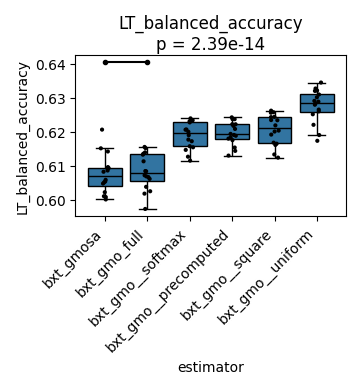 LT_balanced_accuracy
p = 2.39e-14
LT_balanced_accuracy
0.64
0.63
0.62
0.61
0.60
bxt_gmosa
bxt_gmo_full
bxt_gmo__softmax
bxt_gmo__precomputed
bxt_gmo__square
bxt_gmo__uniform
estimator